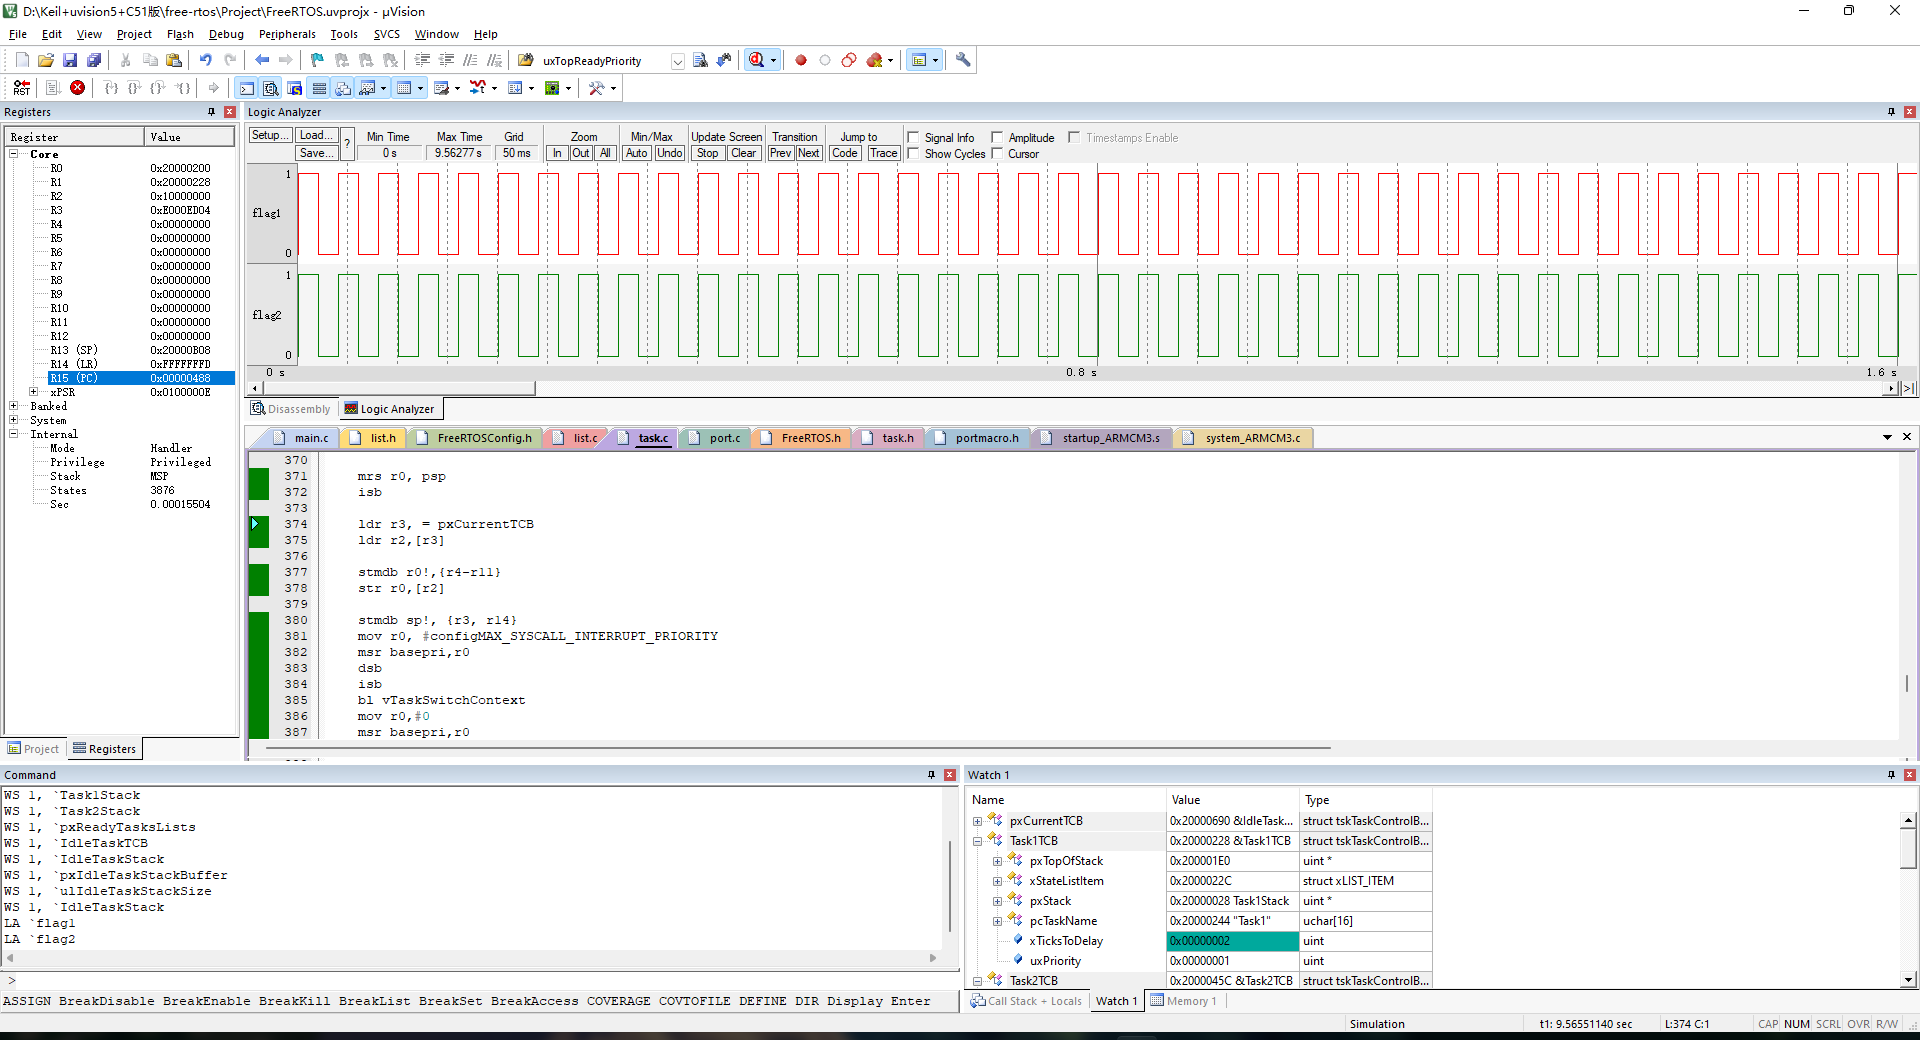 D:\Keil+uvision5+C51版\free-rtos\Project\FreeRTOS.uvprojx - µVision
File Edit View Project Flash Debug Peripherals Tools SVCS Window Help
uxTopReadyPriority
RST
Registers
Register Value
Core
R0 0x20000200
R1 0x20000228
R2 0x10000000
R3 0xE000ED04
R4 0x00000000
R5 0x00000000
R6 0x00000000
R7 0x00000000
R8 0x00000000
R9 0x00000000
R10 0x00000000
R11 0x00000000
R12 0x00000000
R13 (SP) 0x20000B08
R14 (LR) 0xFFFFFFFD
R15 (PC) 0x00000488
xPSR 0x0100000E
Banked
System
Internal
Mode Handler
Privilege Privileged
Stack MSP
States 3876
Sec 0.00015504
Project Registers
Logic Analyzer
Setup... Load... ? Min Time Max Time Grid Zoom Min/Max Update Screen Transition Jump to Signal Info Amplitude Timestamps Enable
Save... 0 s 9.56277 s 50 ms In Out All Auto Undo Stop Clear Prev Next Code Trace Show Cycles Cursor
1
flag1
0
1
flag2
0
0 s 0.8 s 1.6 s
Disassembly Logic Analyzer
main.c list.h FreeRTOSConfig.h list.c task.c port.c FreeRTOS.h task.h portmacro.h startup_ARMCM3.s system_ARMCM3.c
370
371 mrs r0, psp
372 isb
373
374 ldr r3, = pxCurrentTCB
375 ldr r2,[r3]
376
377 stmdb r0!,{r4-r11}
378 str r0,[r2]
379
380 stmdb sp!, {r3, r14}
381 mov r0, #configMAX_SYSCALL_INTERRUPT_PRIORITY
382 msr basepri,r0
383 dsb
384 isb
385 bl vTaskSwitchContext
386 mov r0,#0
387 msr basepri,r0
Command
WS 1, `Task1Stack
WS 1, `Task2Stack
WS 1, `pxReadyTasksLists
WS 1, `IdleTaskTCB
WS 1, `IdleTaskStack
WS 1, `pxIdleTaskStackBuffer
WS 1, `ulIdleTaskStackSize
WS 1, `IdleTaskStack
LA `flag1
LA `flag2
>
ASSIGN BreakDisable BreakEnable BreakKill BreakList BreakSet BreakAccess COVERAGE COVTOFILE DEFINE DIR Display Enter
Watch 1
Name Value Type
pxCurrentTCB 0x20000690 &IdleTask... struct tskTaskControlB...
Task1TCB 0x20000228 &Task1TCB struct tskTaskControlB...
pxTopOfStack 0x200001E0 uint *
xStateListItem 0x2000022C struct xLIST_ITEM
pxStack 0x20000028 Task1Stack uint *
pcTaskName 0x20000244 "Task1" uchar[16]
xTicksToDelay 0x00000002 uint
uxPriority 0x00000001 uint
Task2TCB 0x2000045C &Task2TCB struct tskTaskControlB...
Call Stack + Locals Watch 1 Memory 1
Simulation t1: 9.56551140 sec L:374 C:1 CAP NUM SCRL OVR R/W